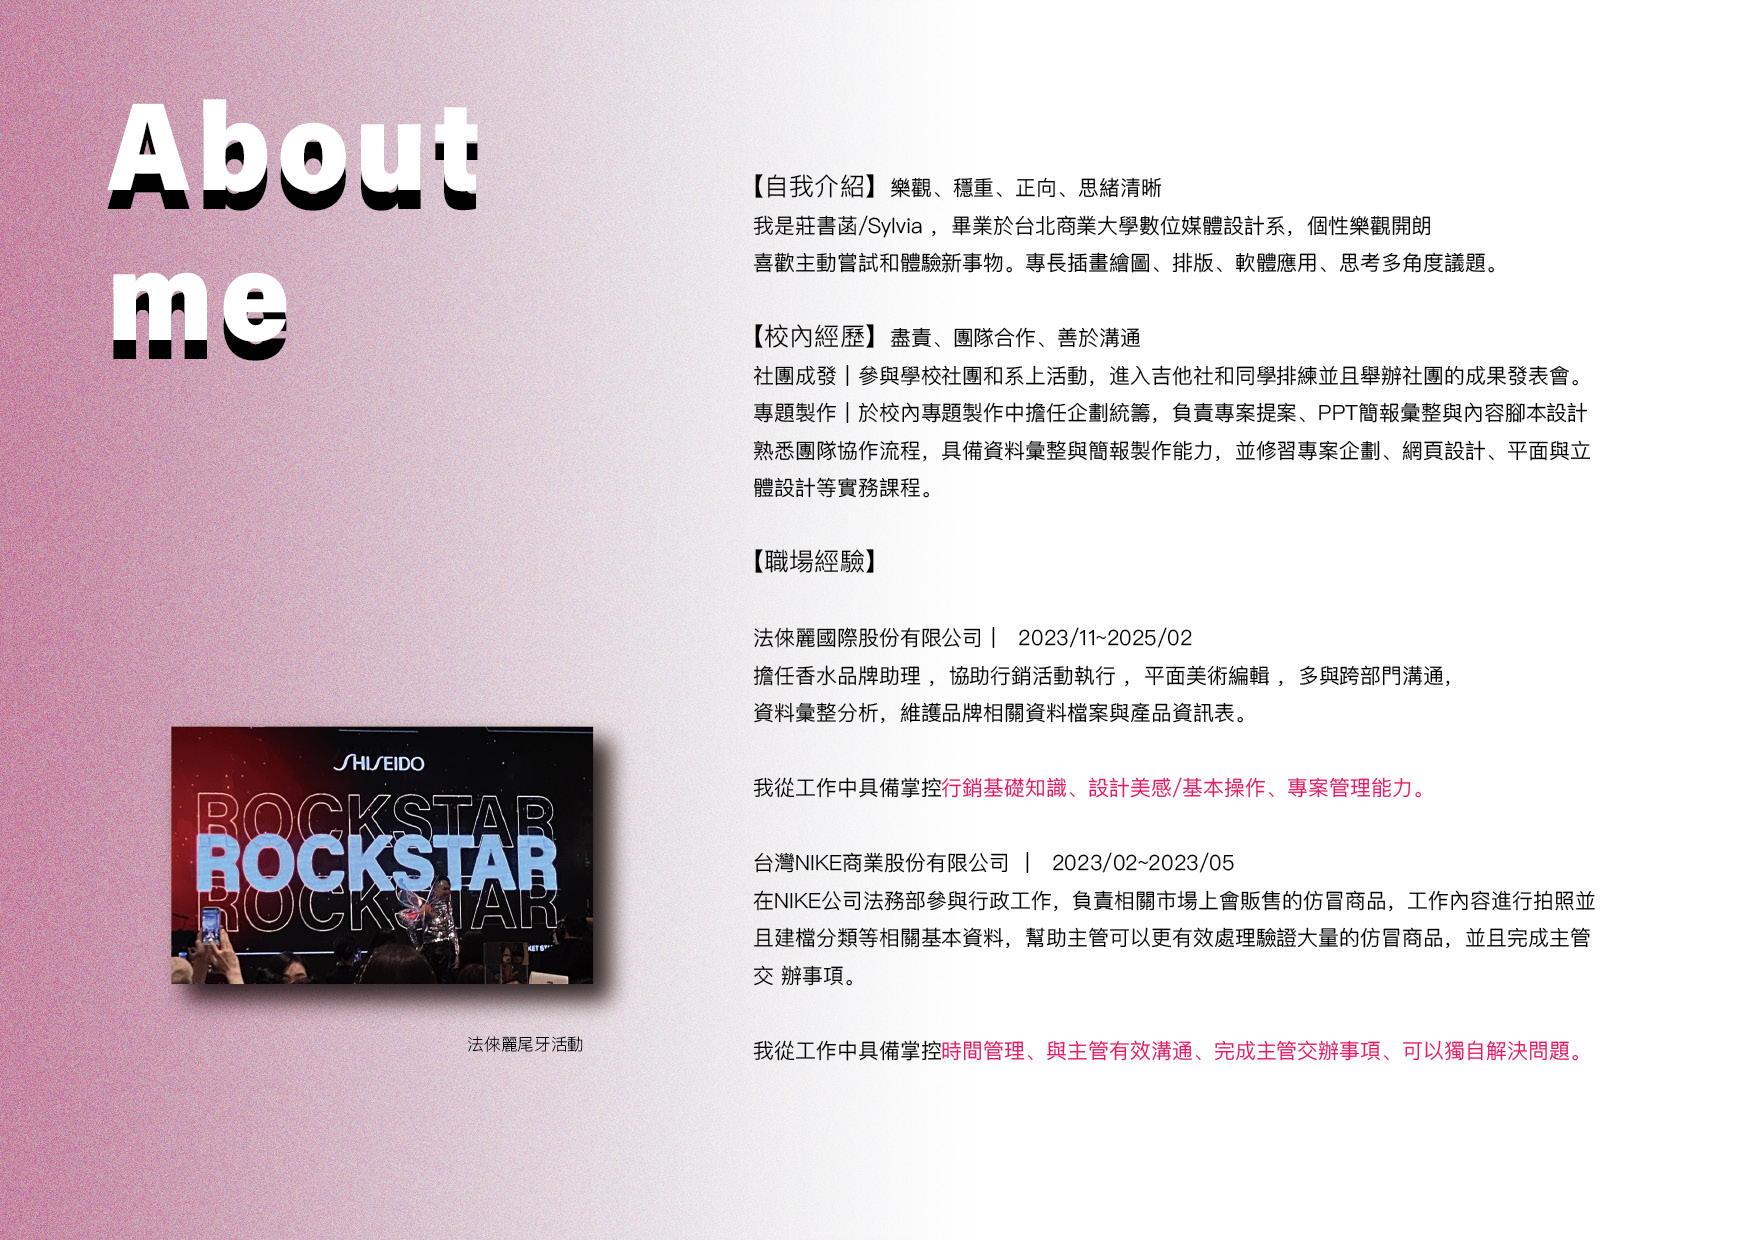 About
me
【自我介紹】樂觀、穩重、正向、思緒清晰
我是莊書菡/Sylvia ，畢業於台北商業大學數位媒體設計系，個性樂觀開朗
喜歡主動嘗試和體驗新事物。專長插畫繪圖、排版、軟體應用、思考多角度議題。
【校內經歷】盡責、團隊合作、善於溝通
社團成發｜參與學校社團和系上活動，進入吉他社和同學排練並且舉辦社團的成果發表會。
專題製作｜於校內專題製作中擔任企劃統籌，負責專案提案、PPT簡報彙整與內容腳本設計
熟悉團隊協作流程，具備資料彙整與簡報製作能力，並修習專案企劃、網頁設計、平面與立
體設計等實務課程。
【職場經驗】
法倈麗國際股份有限公司｜ 2023/11~2025/02
擔任香水品牌助理 ，協助行銷活動執行 ，平面美術編輯 ，多與跨部門溝通，
資料彙整分析，維護品牌相關資料檔案與產品資訊表。
我從工作中具備掌控行銷基礎知識、設計美感/基本操作、專案管理能力。
台灣NIKE商業股份有限公司 ｜ 2023/02~2023/05
在NIKE公司法務部參與行政工作，負責相關市場上會販售的仿冒商品，工作內容進行拍照並
且建檔分類等相關基本資料，幫助主管可以更有效處理驗證大量的仿冒商品，並且完成主管
交 辦事項。
我從工作中具備掌控時間管理、與主管有效溝通、完成主管交辦事項、可以獨自解決問題。
SHISEIDO
ROCKSTAR
ROCKSTAR
ROCKSTAR
法倈麗尾牙活動